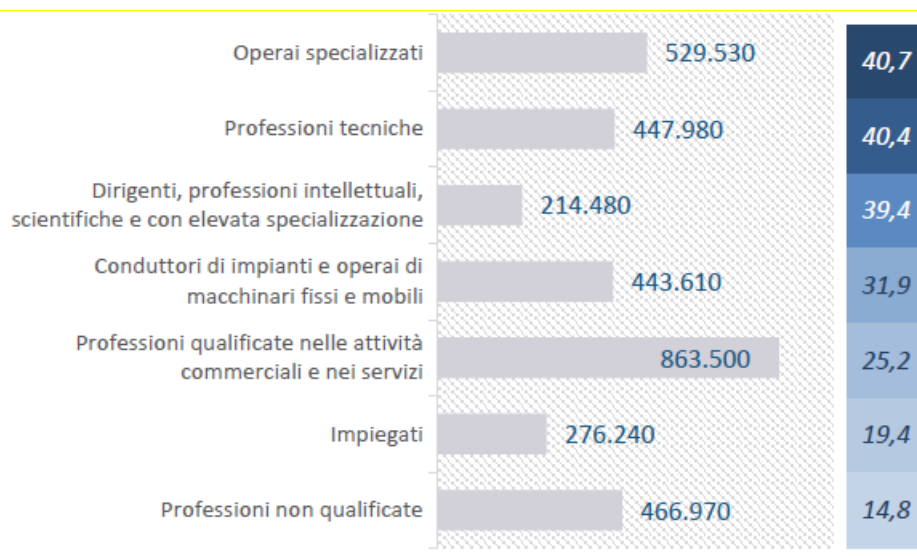 Operai specializzati 529.530 40,7
Professioni tecniche 447.980 40,4
Dirigenti, professioni intellettuali,
scientifiche e con elevata specializzazione 214.480 39,4
Conduttori di impianti e operai di
macchinari fissi e mobili 443.610 31,9
Professioni qualificate nelle attività
commerciali e nei servizi 863.500 25,2
Impiegati 276.240 19,4
Professioni non qualificate 466.970 14,8